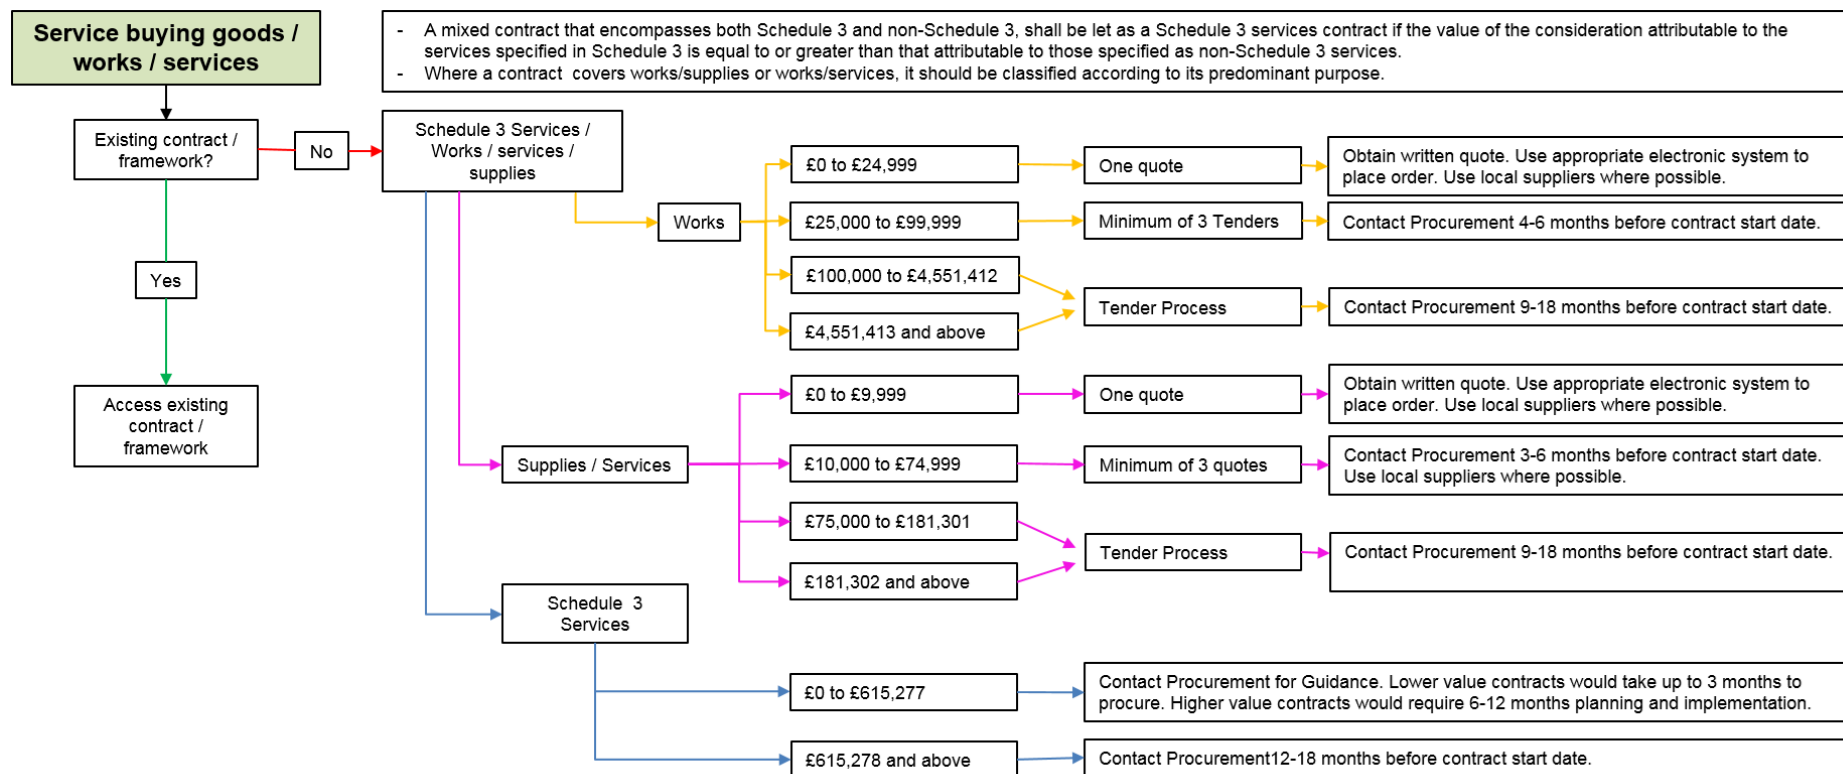 Service buying goods /
works / services
- A mixed contract that encompasses both Schedule 3 and non-Schedule 3, shall be let as a Schedule 3 services contract if the value of the consideration attributable to the
services specified in Schedule 3 is equal to or greater than that attributable to those specified as non-Schedule 3 services.
- Where a contract covers works/supplies or works/services, it should be classified according to its predominant purpose.
Existing contract /
framework?
No
Schedule 3 Services /
Works / services /
supplies
Yes
Access existing
contract /
framework
Works
£0 to £24,999
One quote
Obtain written quote. Use appropriate electronic system to
place order. Use local suppliers where possible.
£25,000 to £99,999
Minimum of 3 Tenders
Contact Procurement 4-6 months before contract start date.
£100,000 to £4,551,412
£4,551,413 and above
Tender Process
Contact Procurement 9-18 months before contract start date.
Supplies / Services
£0 to £9,999
One quote
Obtain written quote. Use appropriate electronic system to
place order. Use local suppliers where possible.
£10,000 to £74,999
Minimum of 3 quotes
Contact Procurement 3-6 months before contract start date.
Use local suppliers where possible.
£75,000 to £181,301
£181,302 and above
Tender Process
Contact Procurement 9-18 months before contract start date.
Schedule 3
Services
£0 to £615,277
Contact Procurement for Guidance. Lower value contracts would take up to 3 months to
procure. Higher value contracts would require 6-12 months planning and implementation.
£615,278 and above
Contact Procurement12-18 months before contract start date.